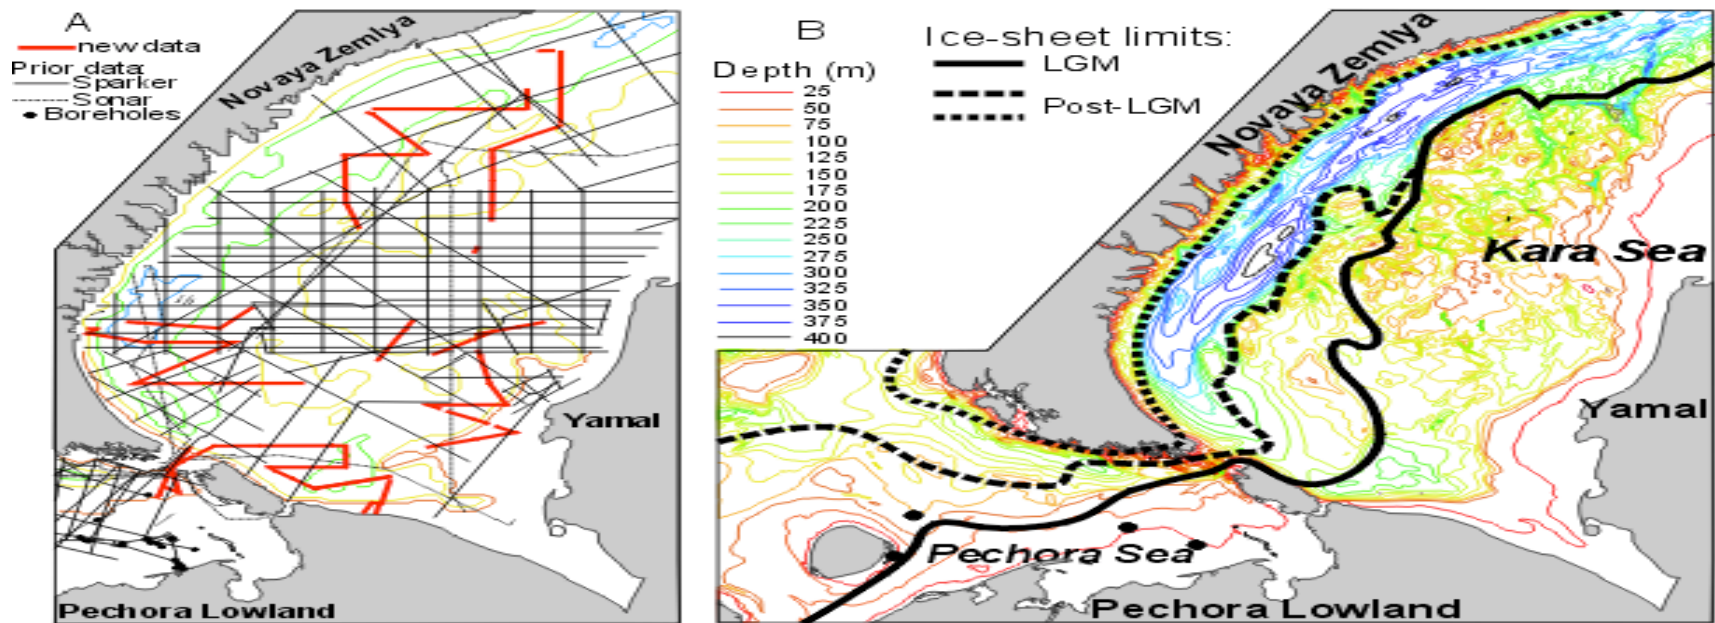 A
new data
Prior data:
Sparker
Sonar
Boreholes
Novaya Zemlya
Yamal
Pechora Lowland
B
Ice-sheet limits:
LGM
Post-LGM
Depth (m)
25
50
75
100
125
150
175
200
225
250
275
300
325
350
375
400
Novaya Zemlya
Kara Sea
Yamal
Pechora Sea
Pechora Lowland